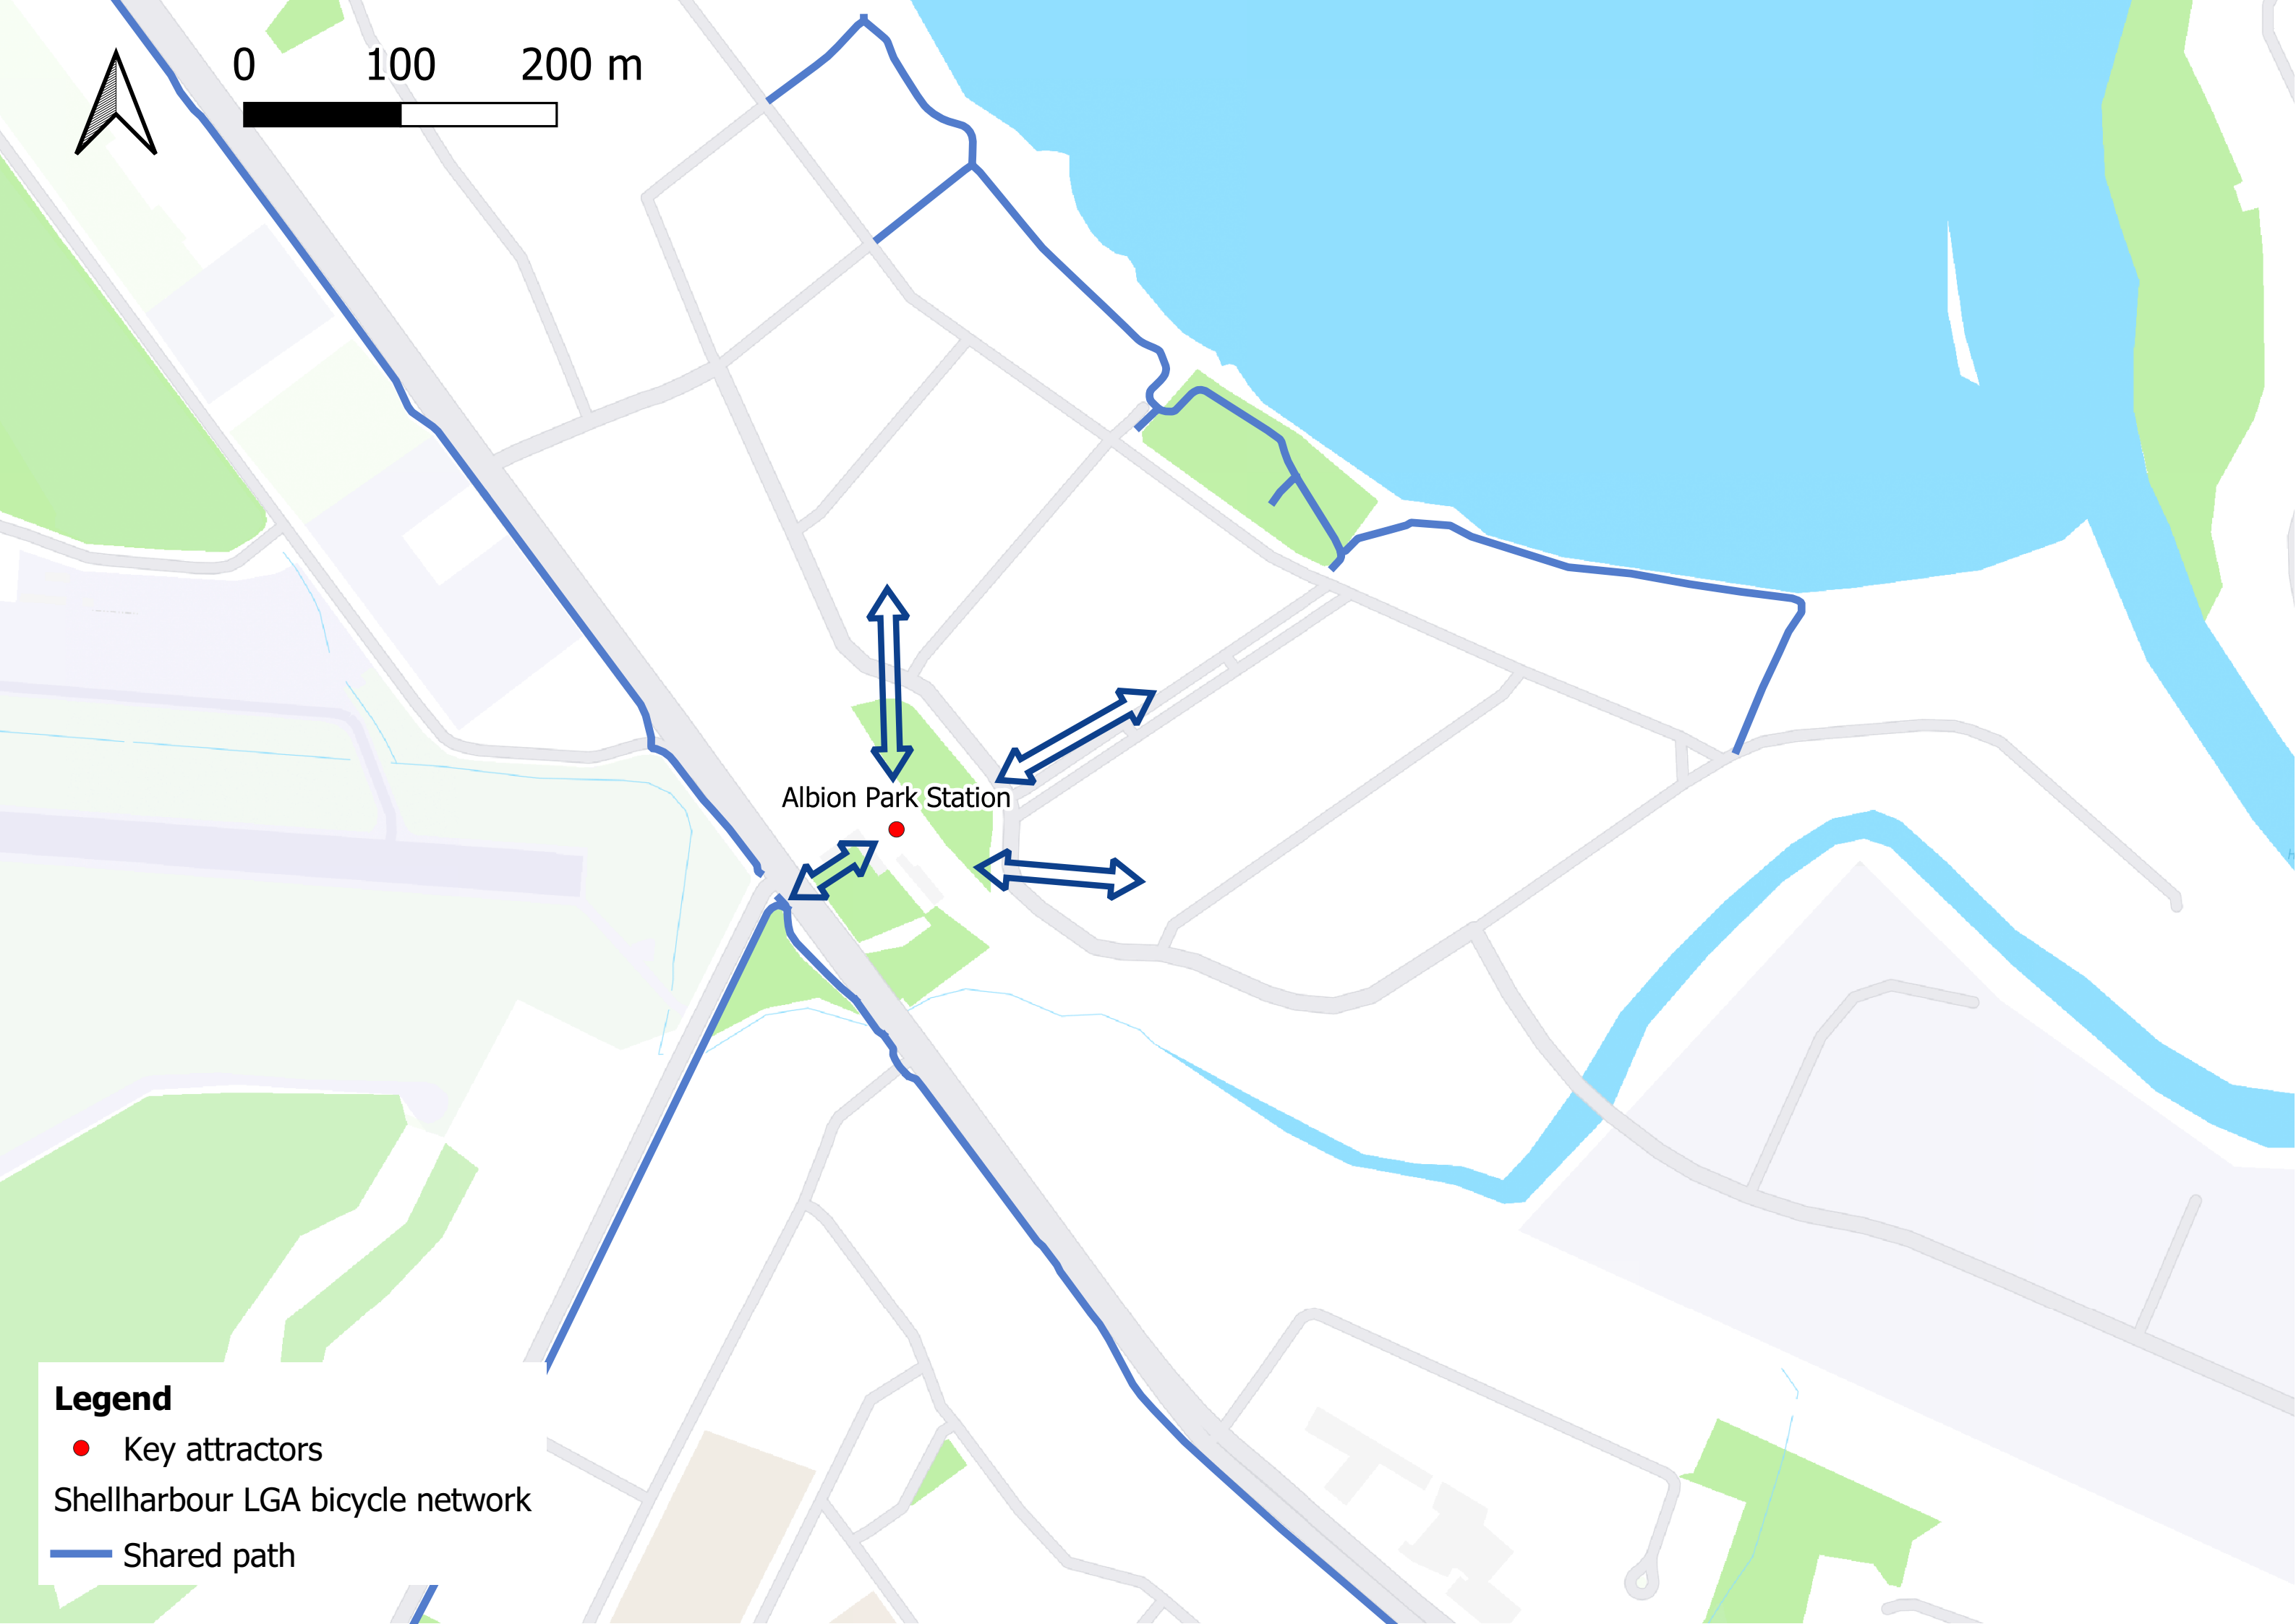 0 100 200 m
Albion Park Station
Legend
Key attractors
Shellharbour LGA bicycle network
Shared path